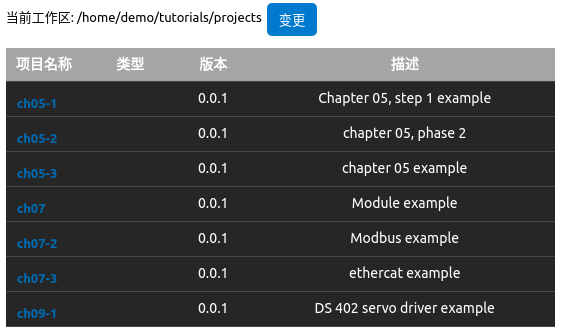 当前工作区: /home/demo/tutorials/projects 变更
项目名称 类型 版本 描述
ch05-1 0.0.1 Chapter 05, step 1 example
ch05-2 0.0.1 chapter 05, phase 2
ch05-3 0.0.1 chapter 05 example
ch07 0.0.1 Module example
ch07-2 0.0.1 Modbus example
ch07-3 0.0.1 ethercat example
ch09-1 0.0.1 DS 402 servo driver example